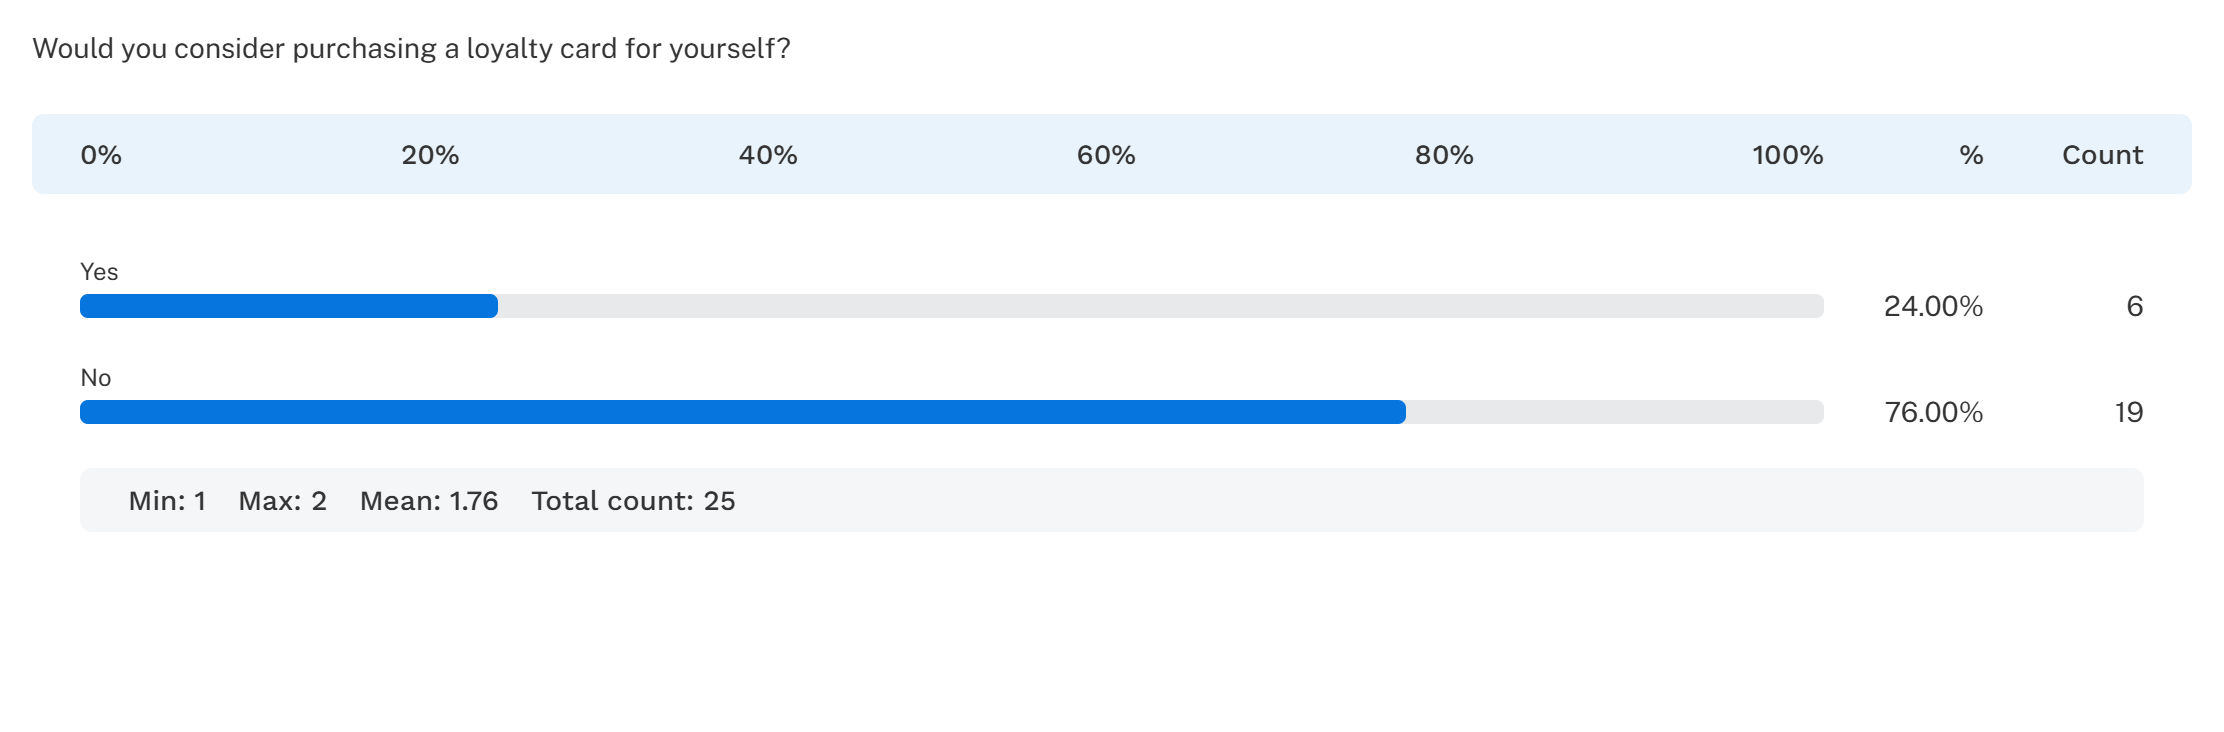 Would you consider purchasing a loyalty card for yourself?
0% 20% 40% 60% 80% 100% % Count
Yes
24.00% 6
No
76.00% 19
Min: 1 Max: 2 Mean: 1.76 Total count: 25